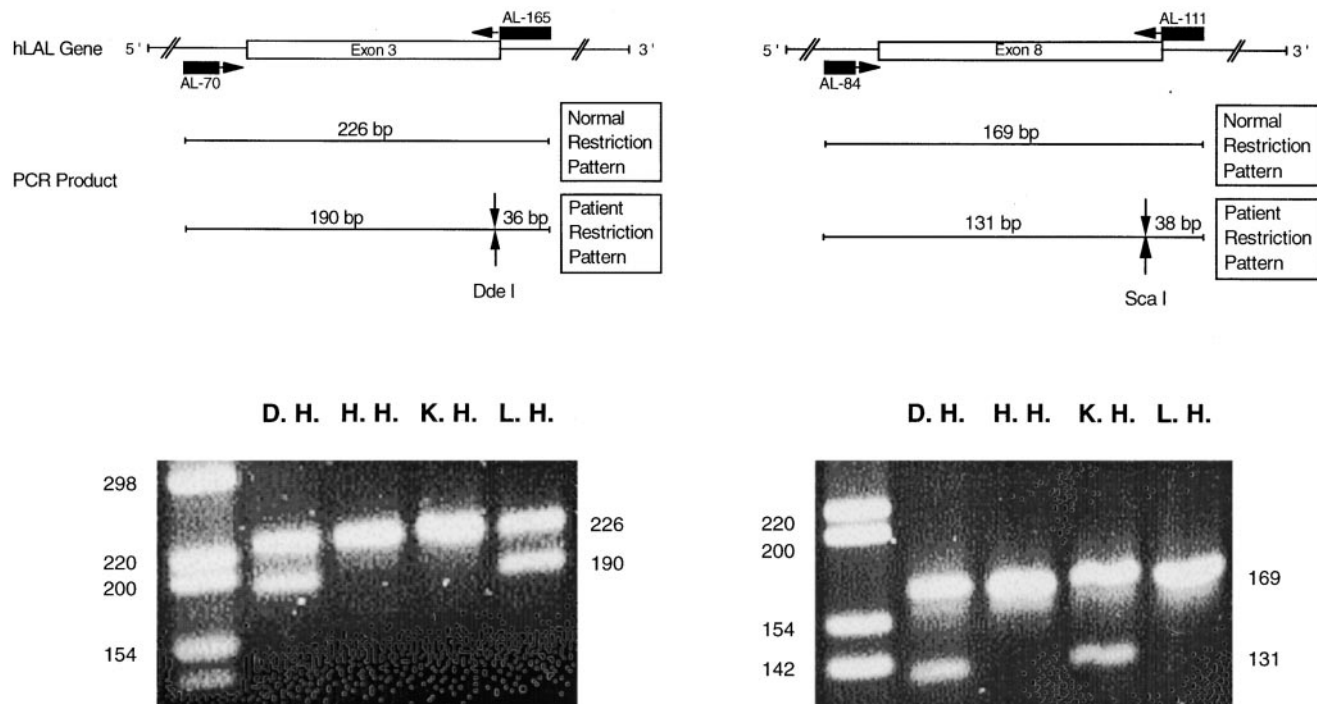 AL-165
hLAL Gene 5 ' Exon 3 3 '
AL-70
226 bp
Normal
Restriction
Pattern
PCR Product
190 bp 36 bp
Patient
Restriction
Pattern
Dde I
AL-111
5 ' Exon 8 3 '
AL-84
169 bp
Normal
Restriction
Pattern
131 bp 38 bp
Patient
Restriction
Pattern
Sca I
D. H. H. H. K. H. L. H.
298
220
200
154
226
190
D. H. H. H. K. H. L. H.
220
200
154
142
169
131